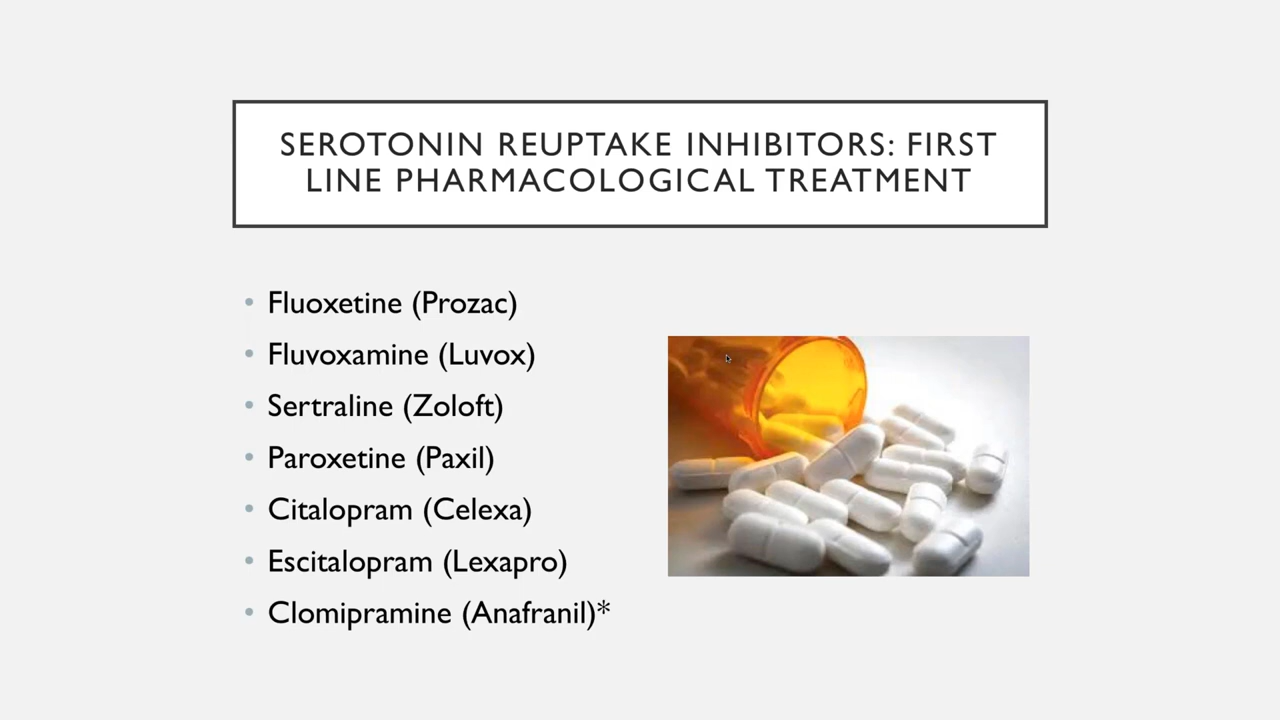 SEROTONIN REUPTAKE INHIBITORS: FIRST
LINE PHARMACOLOGICAL TREATMENT
• Fluoxetine (Prozac)
• Fluvoxamine (Luvox)
• Sertraline (Zoloft)
• Paroxetine (Paxil)
• Citalopram (Celexa)
• Escitalopram (Lexapro)
• Clomipramine (Anafranil)*